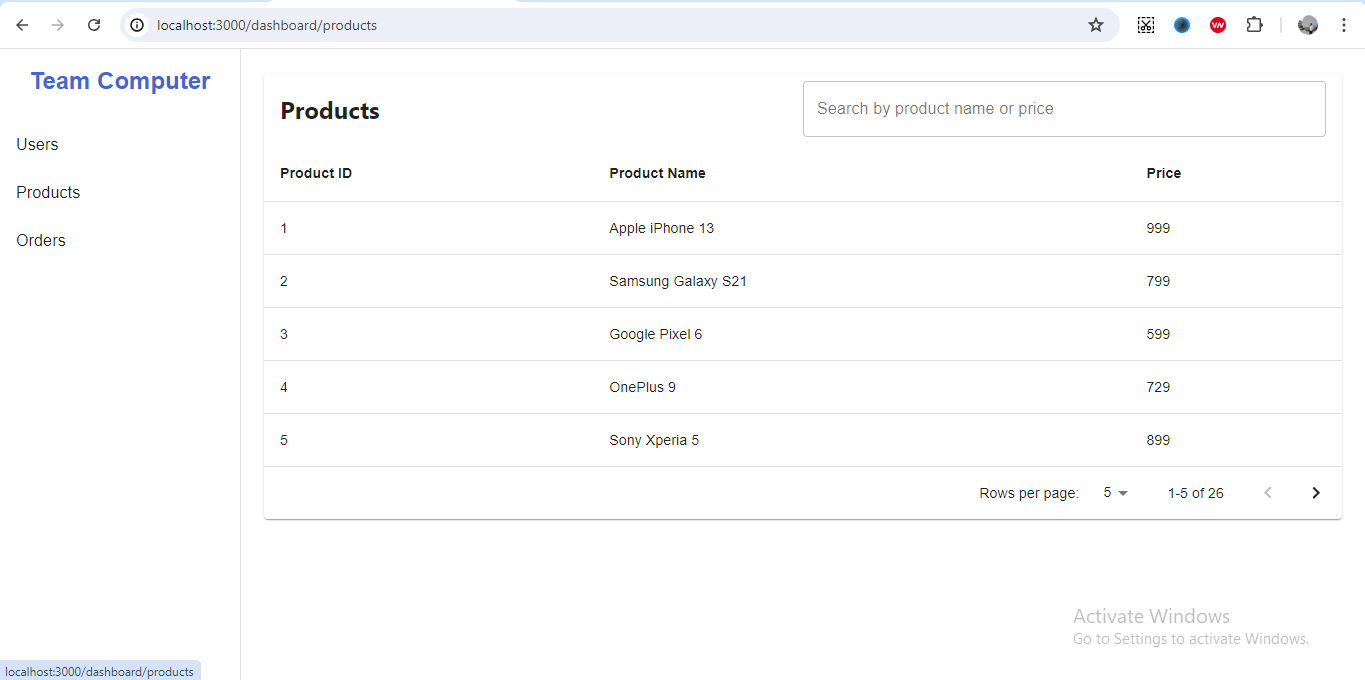 localhost:3000/dashboard/products
Team Computer
Users
Products
Orders
Products
Search by product name or price
Product ID Product Name Price
1 Apple iPhone 13 999
2 Samsung Galaxy S21 799
3 Google Pixel 6 599
4 OnePlus 9 729
5 Sony Xperia 5 899
Rows per page: 5 1-5 of 26
Activate Windows
Go to Settings to activate Windows.
localhost:3000/dashboard/products